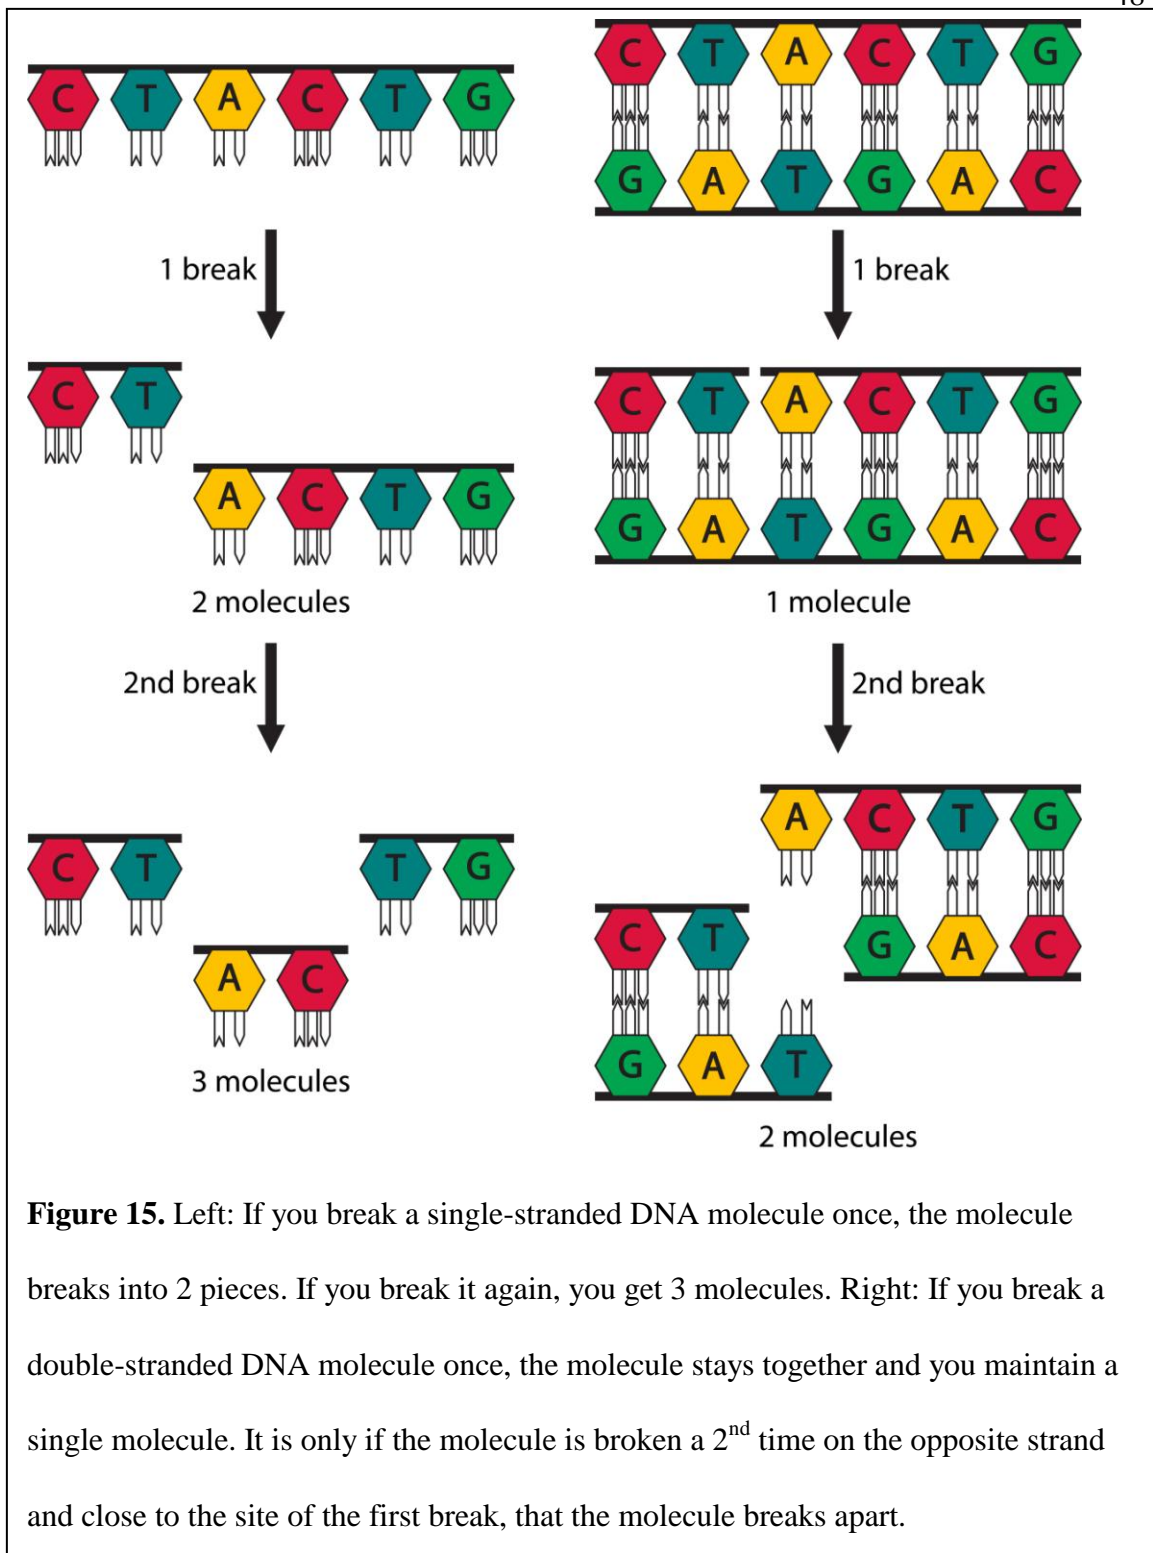 C T A C T G
C T A C T G
G A T G A C
1 break
1 break
C T
A C T G
2 molecules
C T A C T G
G A T G A C
1 molecule
2nd break
2nd break
C T
T G
A C
3 molecules
A C T G
G A C
C T
G A T
2 molecules
Figure 15. Left: If you break a single-stranded DNA molecule once, the molecule
breaks into 2 pieces. If you break it again, you get 3 molecules. Right: If you break a
double-stranded DNA molecule once, the molecule stays together and you maintain a
single molecule. It is only if the molecule is broken a 2nd time on the opposite strand
and close to the site of the first break, that the molecule breaks apart.